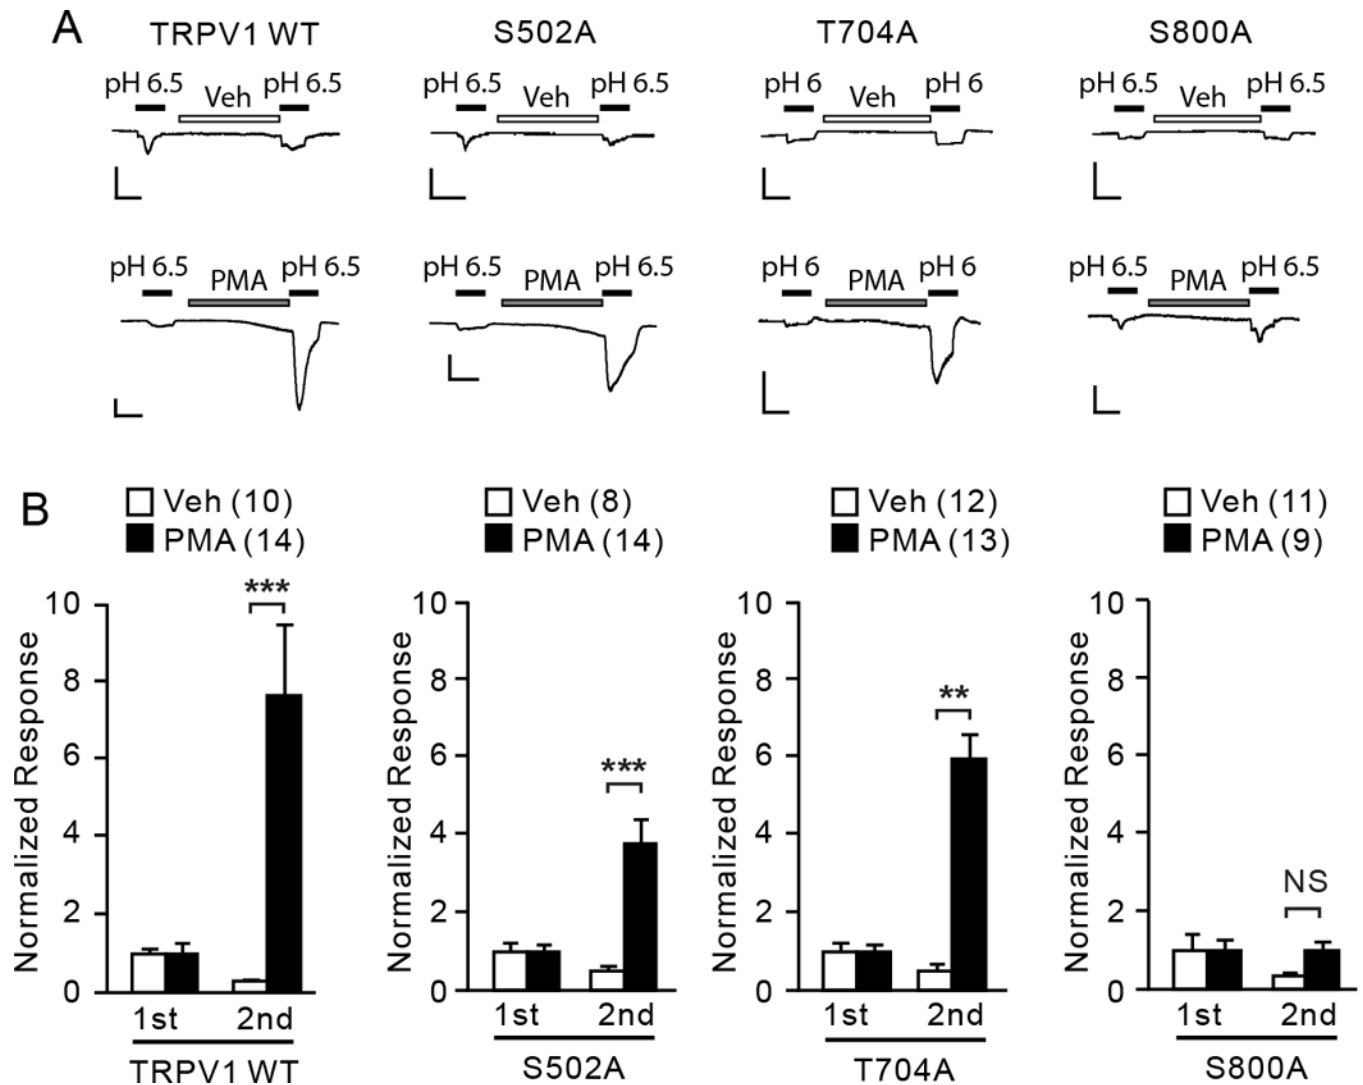 A
TRPV1 WT
S502A
T704A
S800A
pH 6.5 Veh pH 6.5
pH 6.5 Veh pH 6.5
pH 6 Veh pH 6
pH 6.5 Veh pH 6.5
pH 6.5 PMA pH 6.5
pH 6.5 PMA pH 6.5
pH 6 PMA pH 6
pH 6.5 PMA pH 6.5
B
Veh (10)
PMA (14)
Normalized Response
10
8
6
4
2
0
***
1st 2nd
TRPV1 WT
Veh (8)
PMA (14)
Normalized Response
10
8
6
4
2
0
***
1st 2nd
S502A
Veh (12)
PMA (13)
Normalized Response
10
8
6
4
2
0
**
1st 2nd
T704A
Veh (11)
PMA (9)
Normalized Response
10
8
6
4
2
0
NS
1st 2nd
S800A